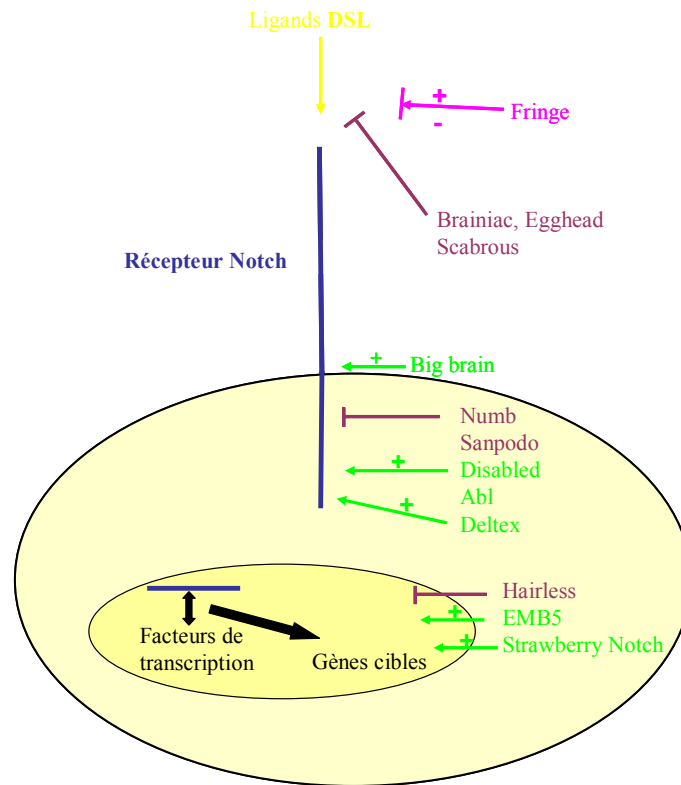 Ligands DSL
+
Fringe
-
Brainiac, Egghead
Scabrous
Récepteur Notch
+
Big brain
Numb
Sanpodo
+
Disabled
Abl
+
Deltex
Hairless
+
EMB5
+
Strawberry Notch
Facteurs de
transcription
Gènes cibles